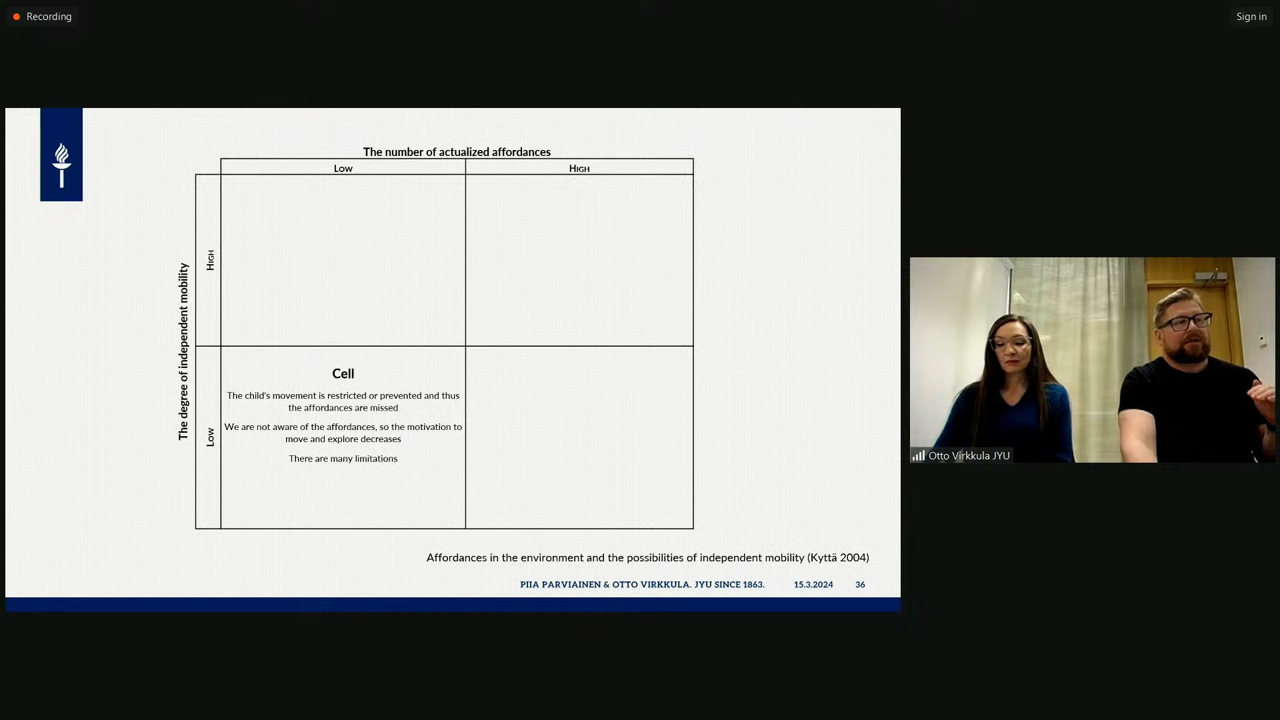 Recording
Sign in
The number of actualized affordances
Low
High
The degree of independent mobility
High
Low
Cell
The child's movement is restricted or prevented and thus
the affordances are missed
We are not aware of the affordances, so the motivation to
move and explore decreases
There are many limitations
Affordances in the environment and the possibilities of independent mobility (Kyttä 2004)
PIIA PARVIAINEN & OTTO VIRKKULA. JYU SINCE 1863.
15.3.2024
36
Otto Virkkula JYU